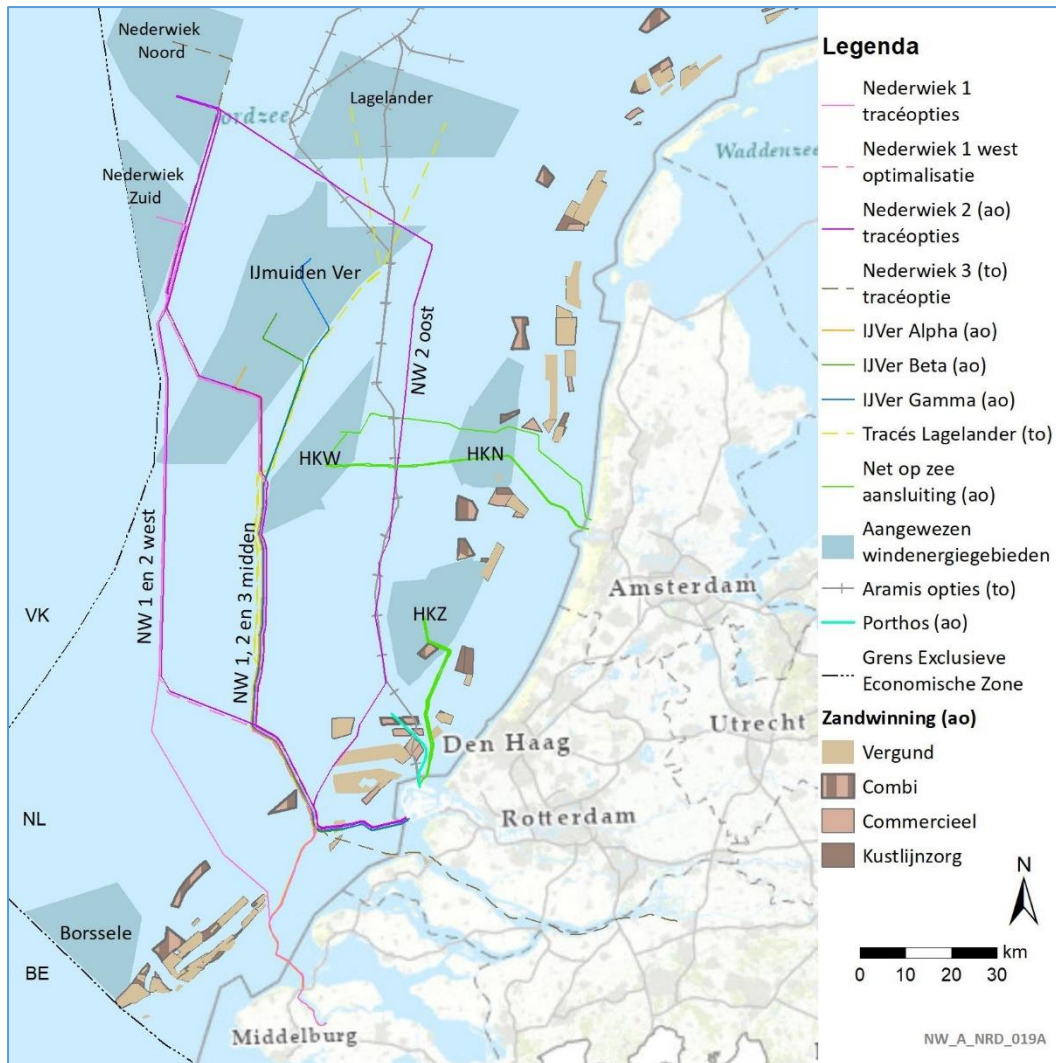 Nederwiek
Noord
Lagelander
ordzee
Waddenzee
Nederwiek
Zuid
IJmuiden Ver
NW 2 oost
HKW
HKN
NW 1 en 2 west
NW 1, 2 en 3 midden
Amsterdam
VK
HKZ
Den Haag
Utrecht
NL
Rotterdam
Borssele
BE
Middelburg
Legenda
Nederwiek 1
tracéopties
Nederwiek 1 west
optimalisatie
Nederwiek 2 (ao)
tracéopties
Nederwiek 3 (to)
tracéoptie
IJVer Alpha (ao)
IJVer Beta (ao)
IJVer Gamma (ao)
Tracés Lagelander (to)
Net op zee
aansluiting (ao)
Aangewezen
windenergiegebieden
Aramis opties (to)
Porthos (ao)
Grens Exclusieve
Economische Zone
Zandwinning (ao)
Vergund
Combi
Commercieel
Kustlijnzorg
N
km
0 10 20 30
NW_A_NRD_019A